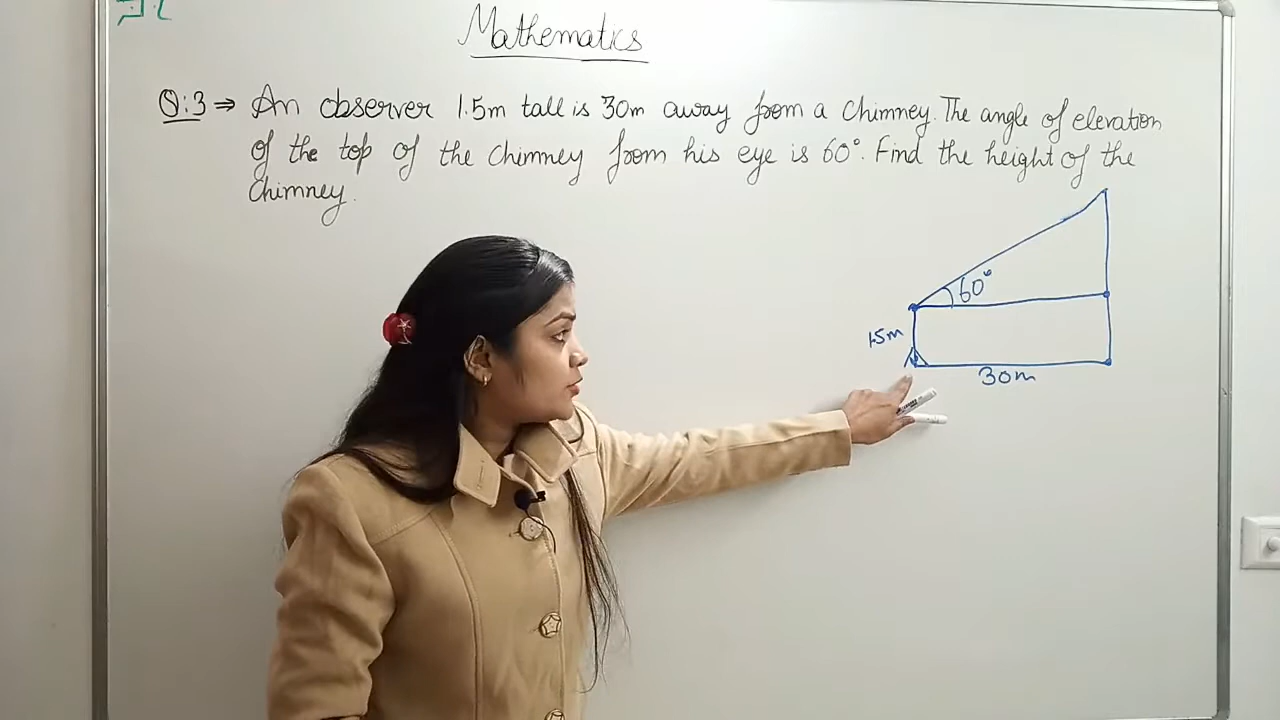 Mathematics
Q:3 ⇒ An observer 1.5m tall is 30m away from a Chimney. The angle of elevation
of the top of the Chimney from his eye is 60°. Find the height of the
Chimney.
60°
1.5m
30m